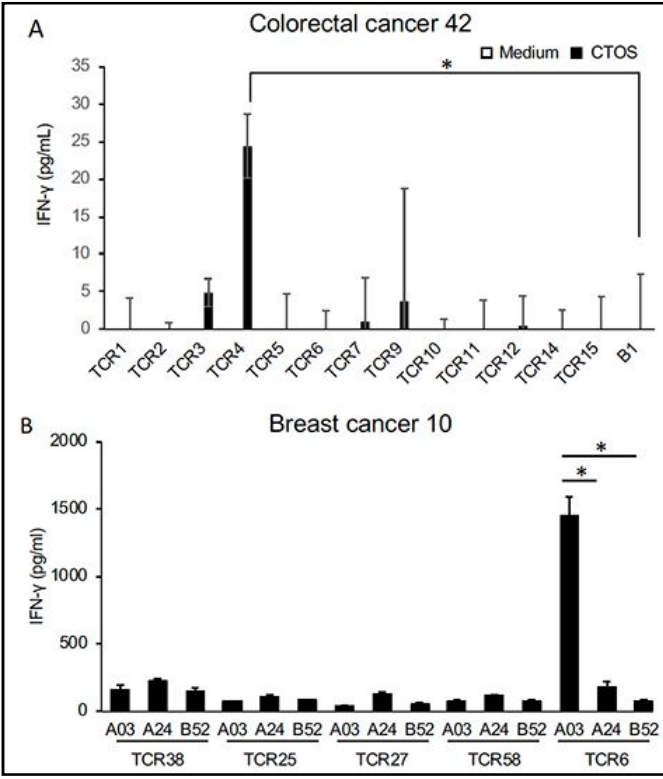 A
Colorectal cancer 42
Medium CTOS
*
IFN-γ (pg/mL)
35
30
25
20
15
10
5
0
TCR1 TCR2 TCR3 TCR4 TCR5 TCR6 TCR7 TCR9 TCR10 TCR11 TCR12 TCR14 TCR15 B1
B
Breast cancer 10
*
*
IFN-γ (pg/ml)
2000
1500
1000
500
0
A03 A24 B52 A03 A24 B52 A03 A24 B52 A03 A24 B52 A03 A24 B52
TCR38 TCR25 TCR27 TCR58 TCR6